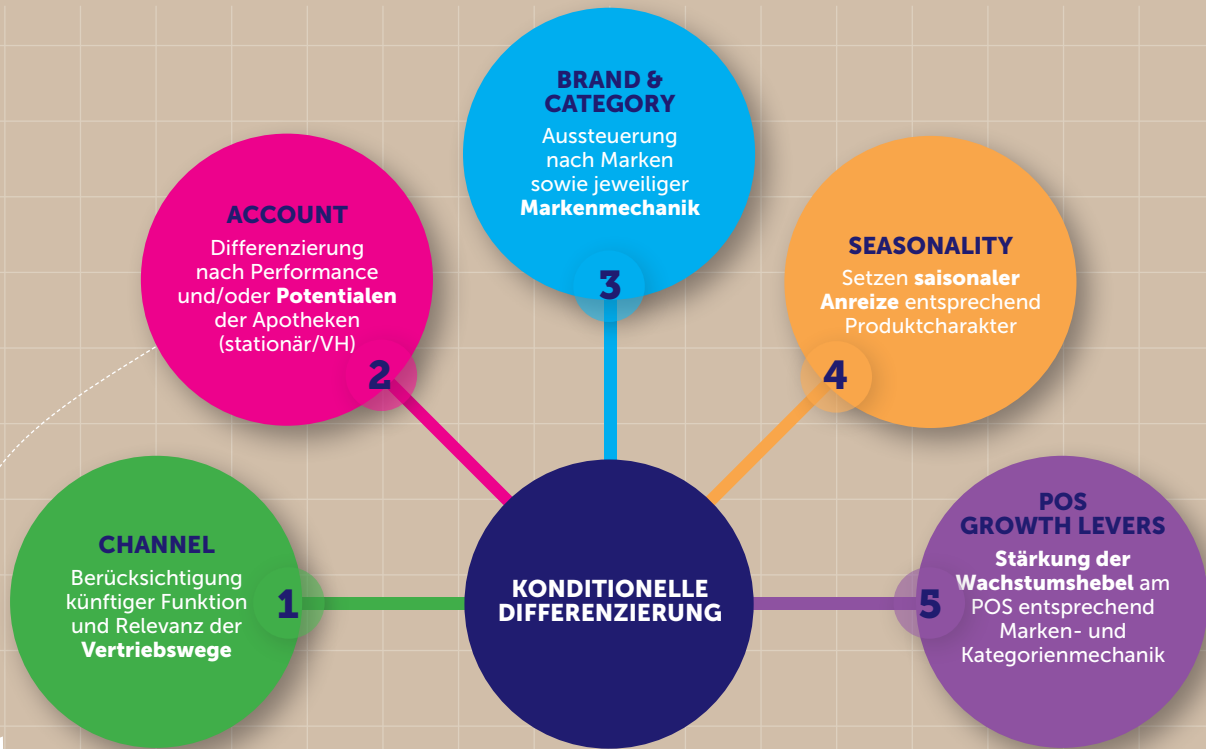 CHANNEL
Berücksichtigung
künftiger Funktion
und Relevanz der
Vertriebswege
1
ACCOUNT
Differenzierung
nach Performance
und/oder Potentialen
der Apotheken
(stationär/VH)
2
BRAND &
CATEGORY
Aussteuerung
nach Marken
sowie jeweiliger
Markenmechanik
3
SEASONALITY
Setzen saisonaler
Anreize entsprechend
Produktcharakter
4
POS
GROWTH LEVERS
Stärkung der
Wachstumshebel am
POS entsprechend
Marken- und
Kategorienmechanik
5
KONDITIONELLE
DIFFERENZIERUNG